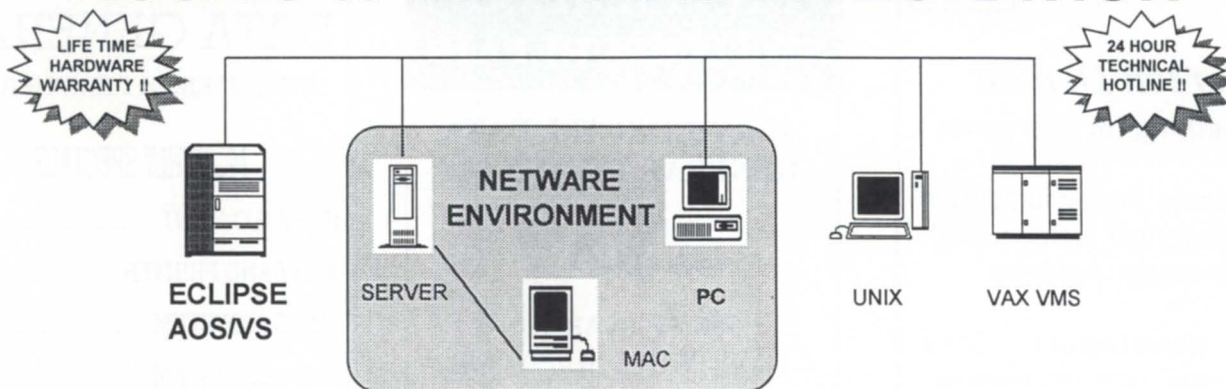 LIFE TIME
HARDWARE
WARRANTY !!
24 HOUR
TECHNICAL
HOTLINE !!
NETWARE
ENVIRONMENT
ECLIPSE
AOS/VS
SERVER
PC
UNIX
VAX VMS
MAC